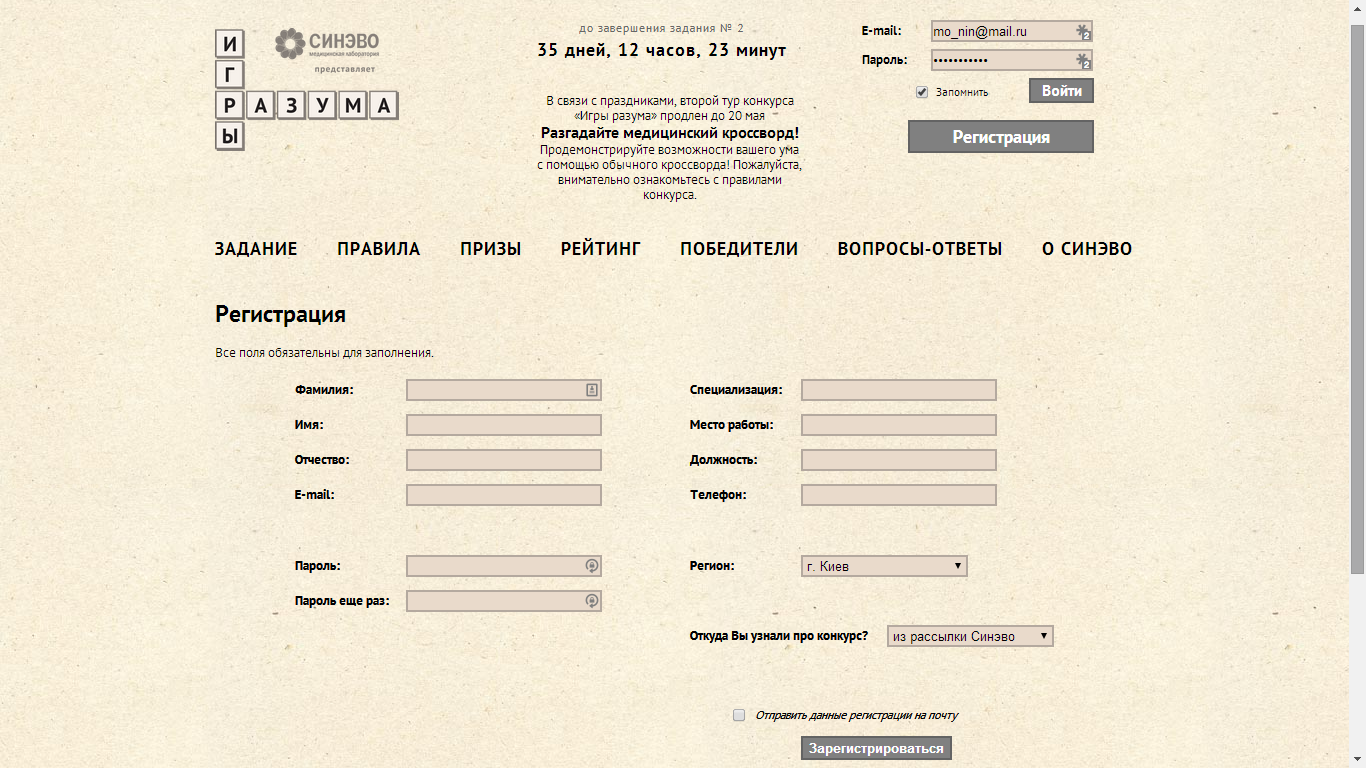 И
Г
РАЗУМА
Ы
СИНЭВО
медицинская лаборатория
представляет
до завершения задания № 2
35 дней, 12 часов, 23 минут
В связи с праздниками, второй тур конкурса
«Игры разума» продлен до 20 мая
Разгадайте медицинский кроссворд!
Продемонстрируйте возможности вашего ума
с помощью обычного кроссворда! Пожалуйста,
внимательно ознакомьтесь с правилами
конкурса.
E-mail: mo_nin@mail.ru 2
Пароль: ••••••••••• 2
Запомнить Войти
Регистрация
ЗАДАНИЕ ПРАВИЛА ПРИЗЫ РЕЙТИНГ ПОБЕДИТЕЛИ ВОПРОСЫ-ОТВЕТЫ О СИНЭВО
Регистрация
Все поля обязательны для заполнения.
Фамилия: Специализация:
Имя: Место работы:
Отчество: Должность:
E-mail: Телефон:
Пароль: Регион: г. Киев
Пароль еще раз:
Откуда Вы узнали про конкурс? из рассылки Синэво
Отправить данные регистрации на почту
Зарегистрироваться